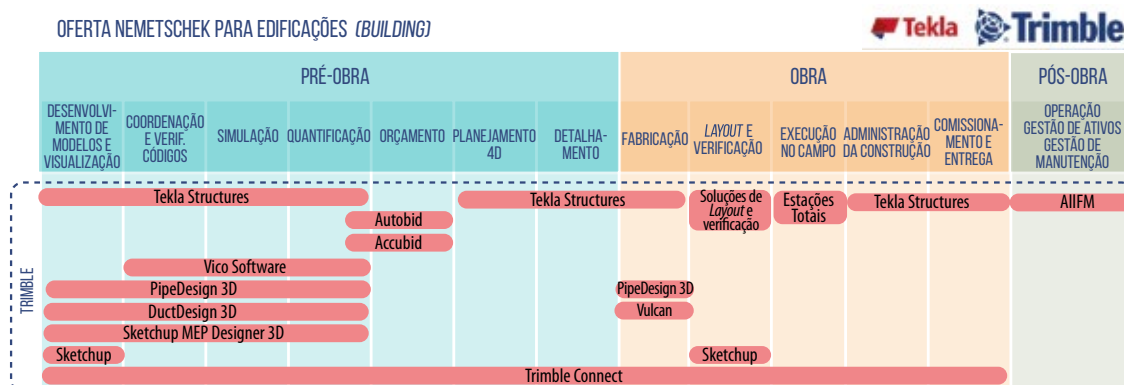 OFERTA NEMETSCHEK PARA EDIFICAÇÕES (BUILDING)
Tekla Trimble
PRÉ-OBRA
OBRA
PÓS-OBRA
DESENVOLVI-
MENTO DE
MODELOS E
VISUALIZAÇÃO
COORDENAÇÃO
E VERIF.
CÓDIGOS
SIMULAÇÃO
QUANTIFICAÇÃO
ORÇAMENTO
PLANEJAMENTO
4D
DETALHA-
MENTO
FABRICAÇÃO
LAYOUT E
VERIFICAÇÃO
EXECUÇÃO
NO CAMPO
ADMINISTRAÇÃO
DA CONSTRUÇÃO
COMISSIONA-
MENTO E
ENTREGA
OPERAÇÃO
GESTÃO DE ATIVOS
GESTÃO DE
MANUTENÇÃO
TRIMBLE
Tekla Structures
Tekla Structures
Soluções de
Layout e
verificação
Estações
Totais
Tekla Structures
AllFM
Autobid
Accubid
Vico Software
PipeDesign 3D
PipeDesign 3D
DuctDesign 3D
Vulcan
Sketchup MEP Designer 3D
Sketchup
Sketchup
Trimble Connect